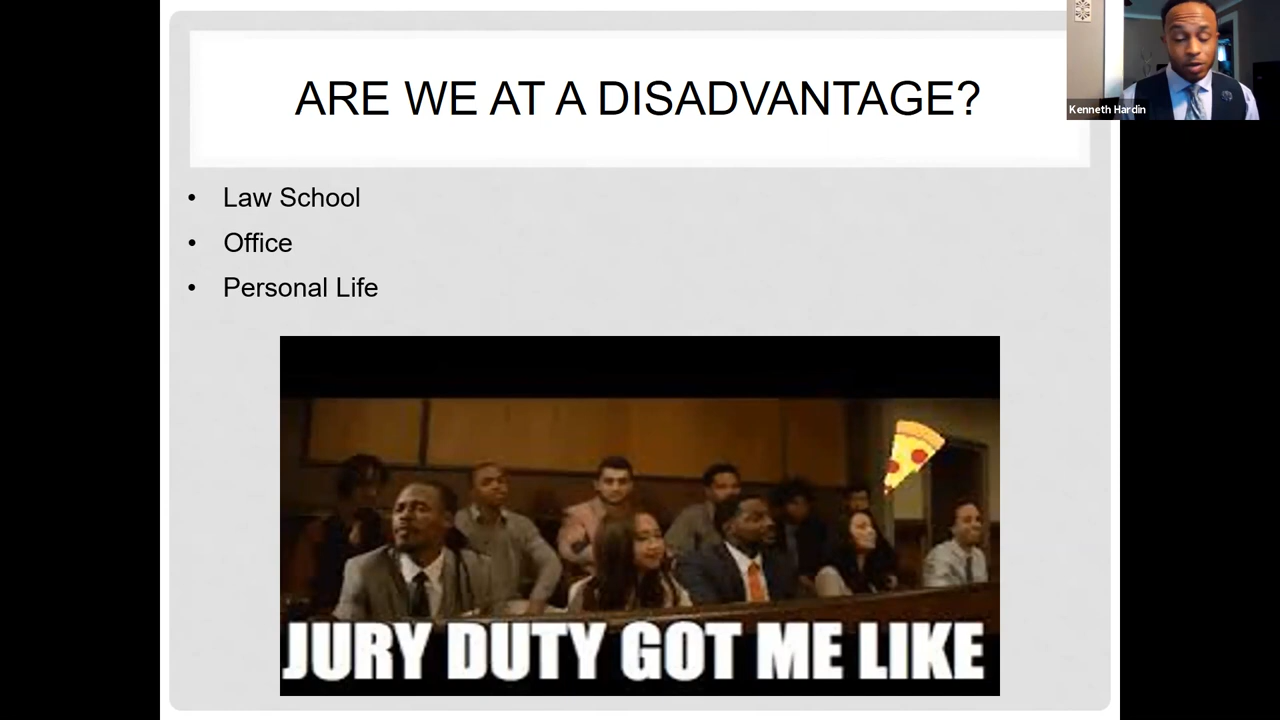 ARE WE AT A DISADVANTAGE?
Kenneth Hardin
• Law School
• Office
• Personal Life
JURY DUTY GOT ME LIKE